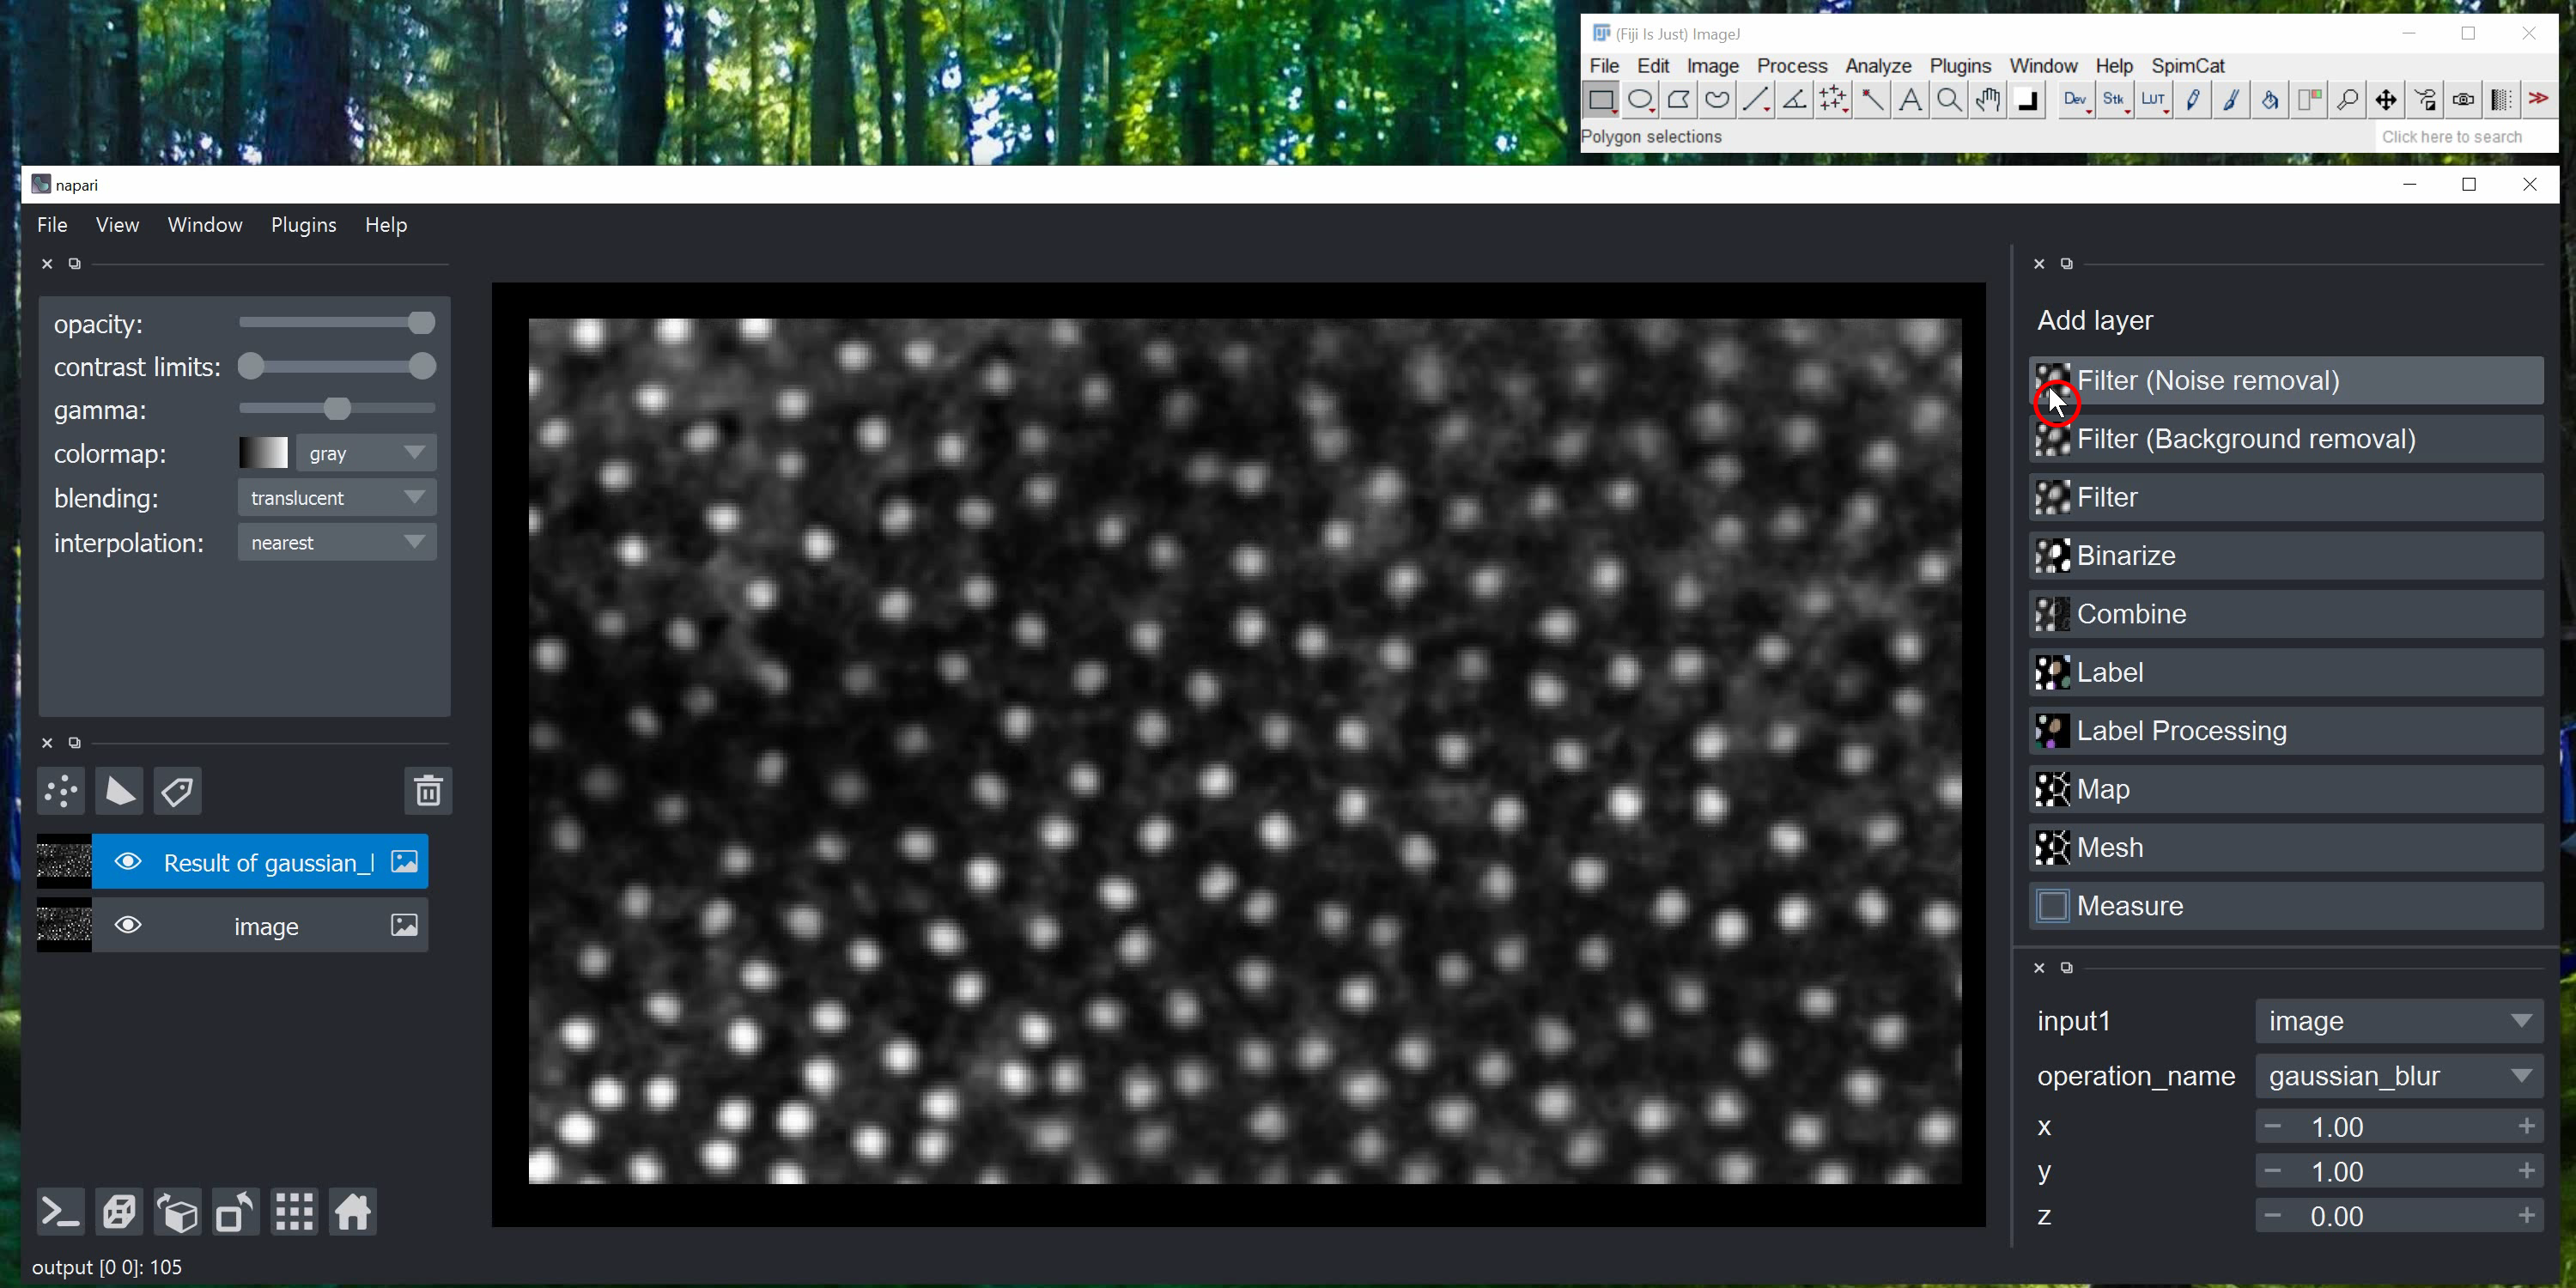 (Fiji Is Just) ImageJ
File Edit Image Process Analyze Plugins Window Help SpimCat
Dev Stk LUT
Polygon selections
Click here to search
napari
File View Window Plugins Help
opacity:
contrast limits:
gamma:
colormap: gray
blending: translucent
interpolation: nearest
Result of gaussian_l
image
output [0 0]: 105
Add layer
Filter (Noise removal)
Filter (Background removal)
Filter
Binarize
Combine
Label
Label Processing
Map
Mesh
Measure
input1 image
operation_name gaussian_blur
x 1.00
y 1.00
z 0.00